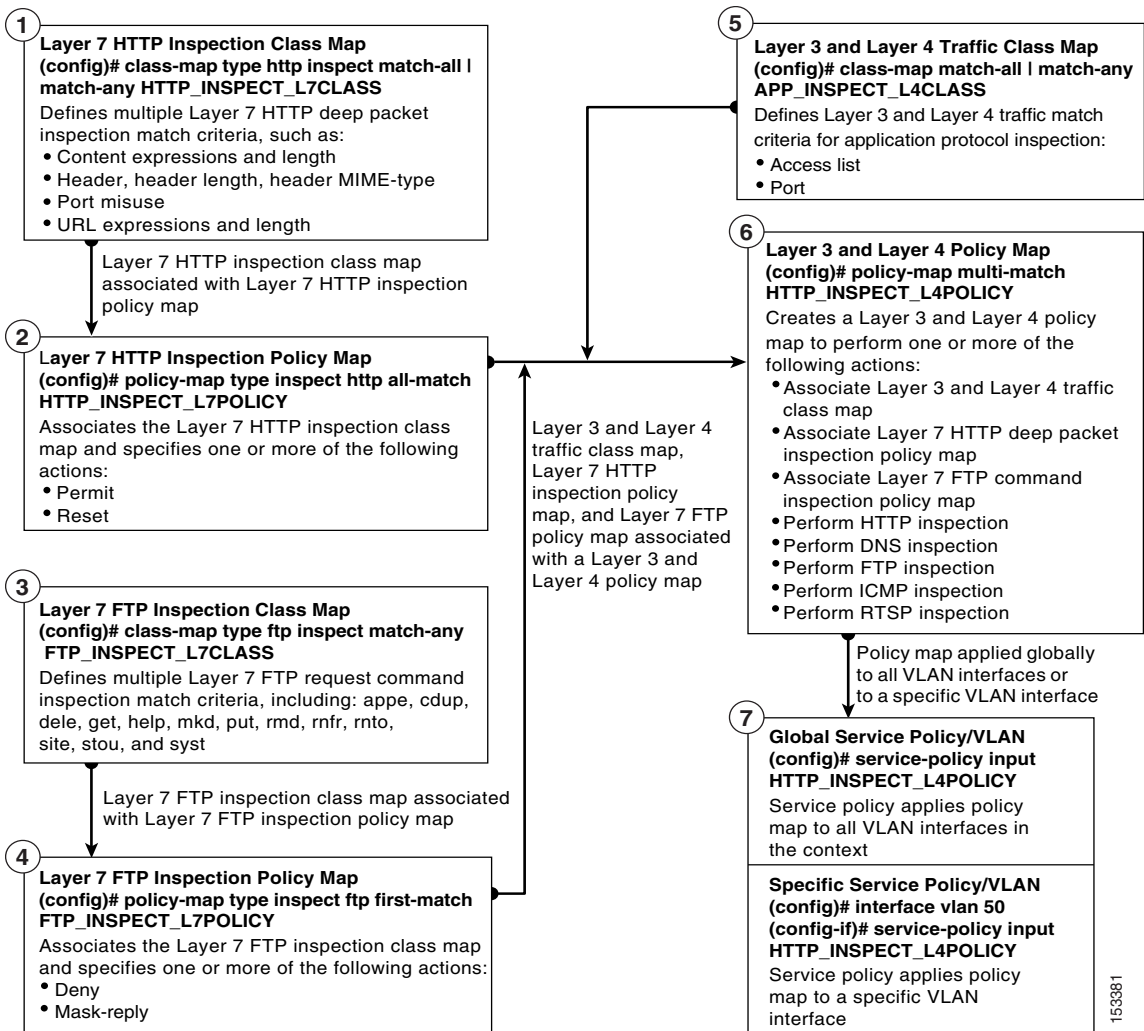 1
Layer 7 HTTP Inspection Class Map
(config)# class-map type http inspect match-all |
match-any HTTP_INSPECT_L7CLASS
Defines multiple Layer 7 HTTP deep packet
inspection match criteria, such as:
• Content expressions and length
• Header, header length, header MIME-type
• Port misuse
• URL expressions and length
Layer 7 HTTP inspection class map
associated with Layer 7 HTTP inspection
policy map
2
Layer 7 HTTP Inspection Policy Map
(config)# policy-map type inspect http all-match
HTTP_INSPECT_L7POLICY
Associates the Layer 7 HTTP inspection class
map and specifies one or more of the following
actions:
• Permit
• Reset
3
Layer 7 FTP Inspection Class Map
(config)# class-map type ftp inspect match-any
FTP_INSPECT_L7CLASS
Defines multiple Layer 7 FTP request command
inspection match criteria, including: appe, cdup,
dele, get, help, mkd, put, rmd, rnfr, rnto,
site, stou, and syst
Layer 7 FTP inspection class map associated
with Layer 7 FTP inspection policy map
4
Layer 7 FTP Inspection Policy Map
(config)# policy-map type inspect ftp first-match
FTP_INSPECT_L7POLICY
Associates the Layer 7 FTP inspection class map
and specifies one or more of the following actions:
• Deny
• Mask-reply
Layer 3 and Layer 4
traffic class map,
Layer 7 HTTP
inspection policy
map, and Layer 7 FTP
policy map associated
with a Layer 3 and
Layer 4 policy map
5
Layer 3 and Layer 4 Traffic Class Map
(config)# class-map match-all | match-any
APP_INSPECT_L4CLASS
Defines Layer 3 and Layer 4 traffic match
criteria for application protocol inspection:
• Access list
• Port
6
Layer 3 and Layer 4 Policy Map
(config)# policy-map multi-match
HTTP_INSPECT_L4POLICY
Creates a Layer 3 and Layer 4 policy
map to perform one or more of the
following actions:
• Associate Layer 3 and Layer 4 traffic
class map
• Associate Layer 7 HTTP deep packet
inspection policy map
• Associate Layer 7 FTP command
inspection policy map
• Perform HTTP inspection
• Perform DNS inspection
• Perform FTP inspection
• Perform ICMP inspection
• Perform RTSP inspection
Policy map applied globally
to all VLAN interfaces or
to a specific VLAN interface
7
Global Service Policy/VLAN
(config)# service-policy input
HTTP_INSPECT_L4POLICY
Service policy applies policy
map to all VLAN interfaces in
the context
Specific Service Policy/VLAN
(config)# interface vlan 50
(config-if)# service-policy input
HTTP_INSPECT_L4POLICY
Service policy applies policy
map to a specific VLAN
interface
153381